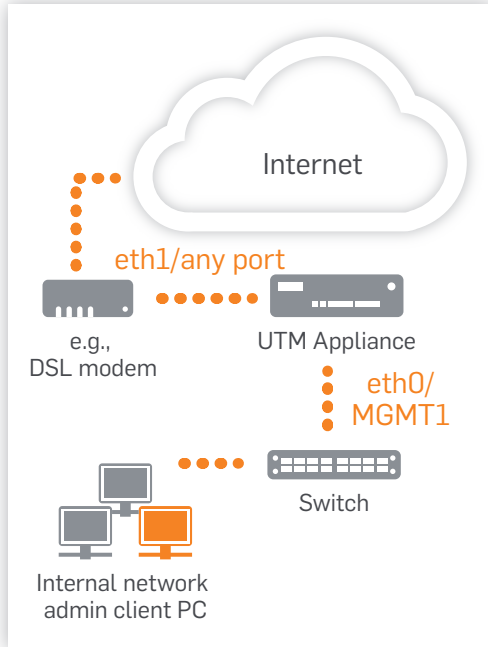 Internet
eth1/any port
e.g.,
DSL modem
UTM Appliance
eth0/
MGMT1
Switch
Internal network
admin client PC